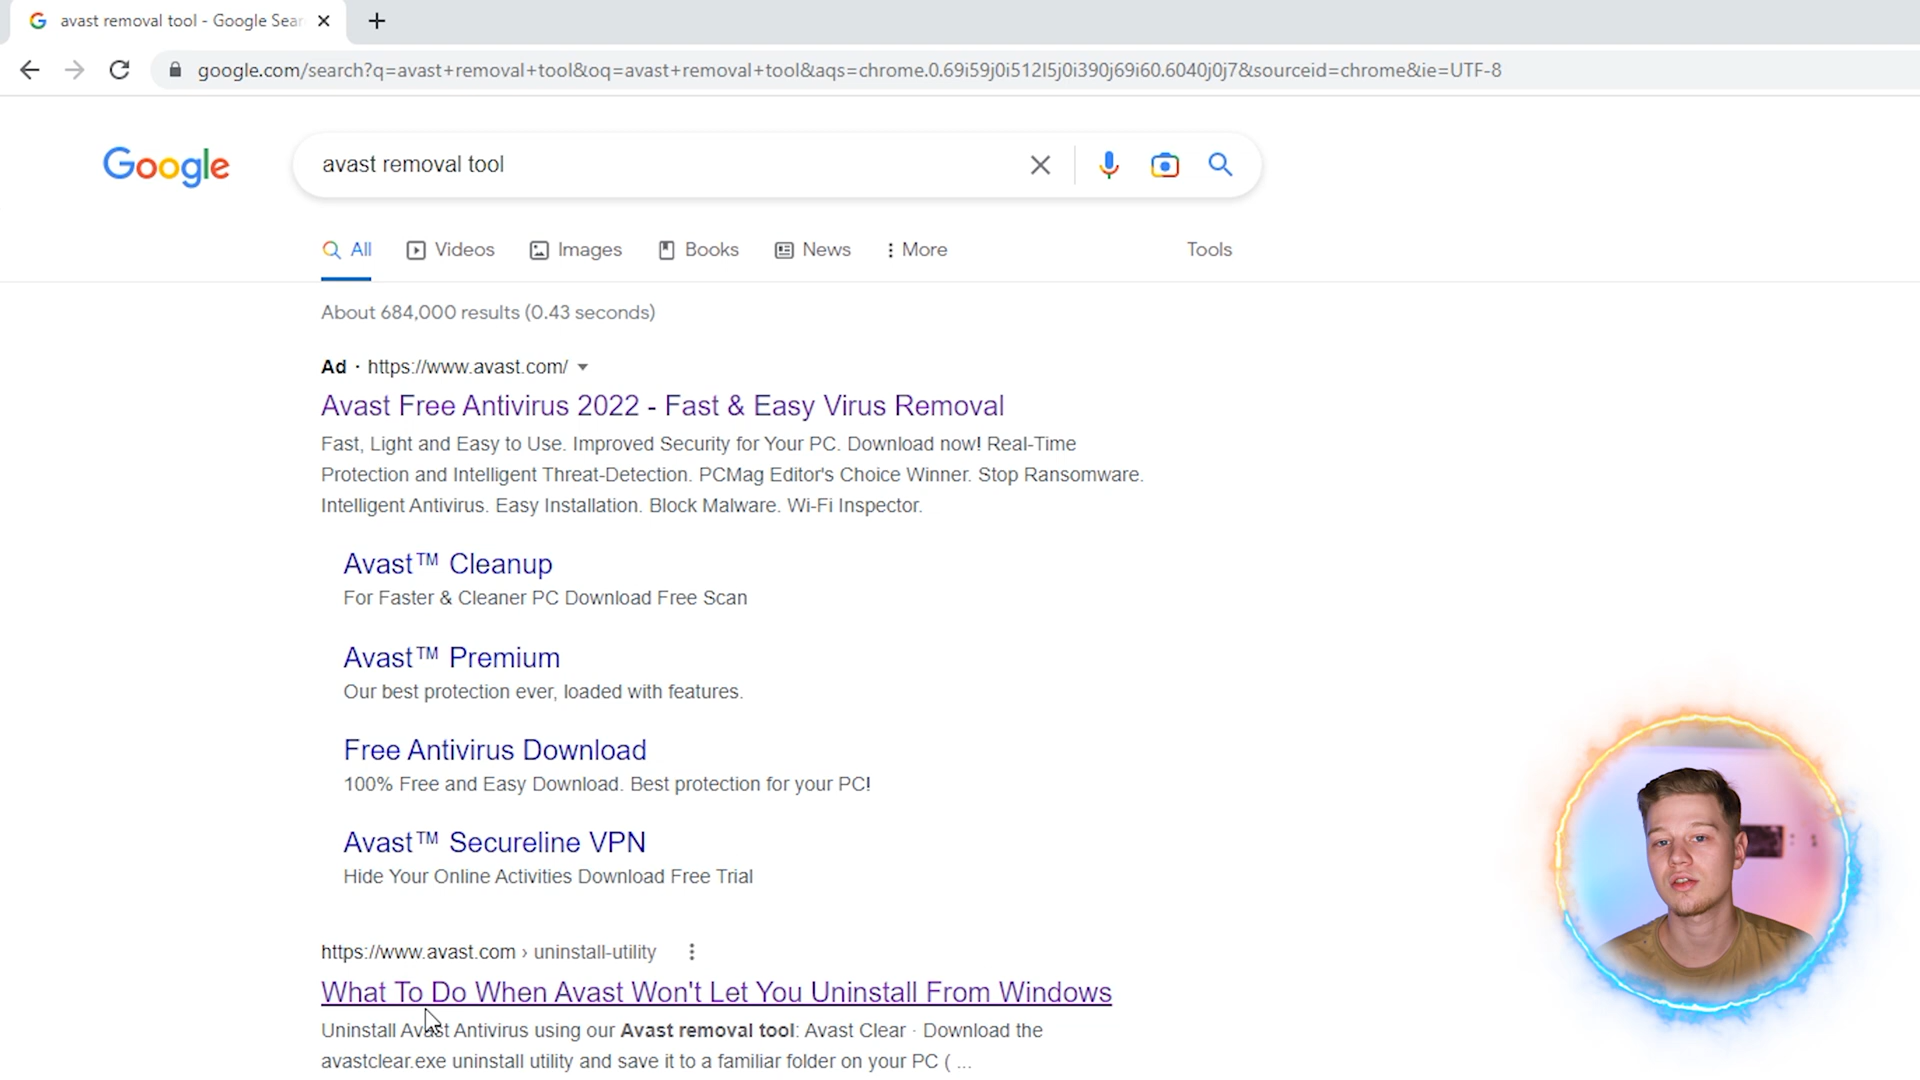 avast removal tool - Google Sear
google.com/search?q=avast+removal+tool&oq=avast+removal+tool&aqs=chrome.0.69i59j0i512l5j0i390j69i60.6040j0j7&sourceid=chrome&ie=UTF-8
Google
avast removal tool
All Videos Images Books News More Tools
About 684,000 results (0.43 seconds)
Ad · https://www.avast.com/
Avast Free Antivirus 2022 - Fast & Easy Virus Removal
Fast, Light and Easy to Use. Improved Security for Your PC. Download now! Real-Time
Protection and Intelligent Threat-Detection. PCMag Editor's Choice Winner. Stop Ransomware.
Intelligent Antivirus. Easy Installation. Block Malware. Wi-Fi Inspector.
Avast™ Cleanup
For Faster & Cleaner PC Download Free Scan
Avast™ Premium
Our best protection ever, loaded with features.
Free Antivirus Download
100% Free and Easy Download. Best protection for your PC!
Avast™ Secureline VPN
Hide Your Online Activities Download Free Trial
https://www.avast.com › uninstall-utility
What To Do When Avast Won't Let You Uninstall From Windows
Uninstall Avast Antivirus using our Avast removal tool: Avast Clear · Download the
avastclear.exe uninstall utility and save it to a familiar folder on your PC ( ...